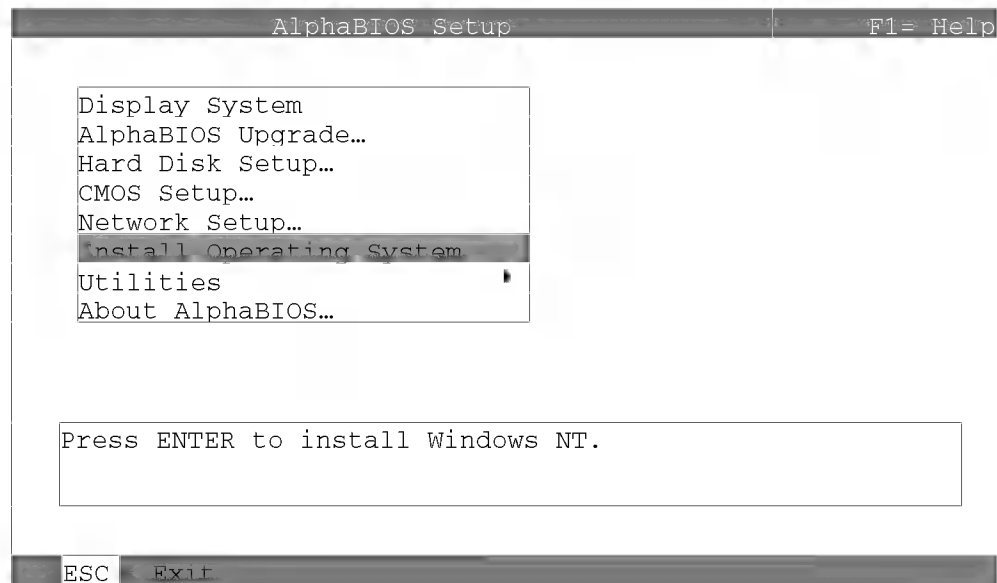 AlphaBIOS Setup F1= Help
Display System
AlphaBIOS Upgrade…
Hard Disk Setup…
CMOS Setup…
Network Setup…
Install Operating System
Utilities
About AlphaBIOS…
Press ENTER to install Windows NT.
ESC Exit